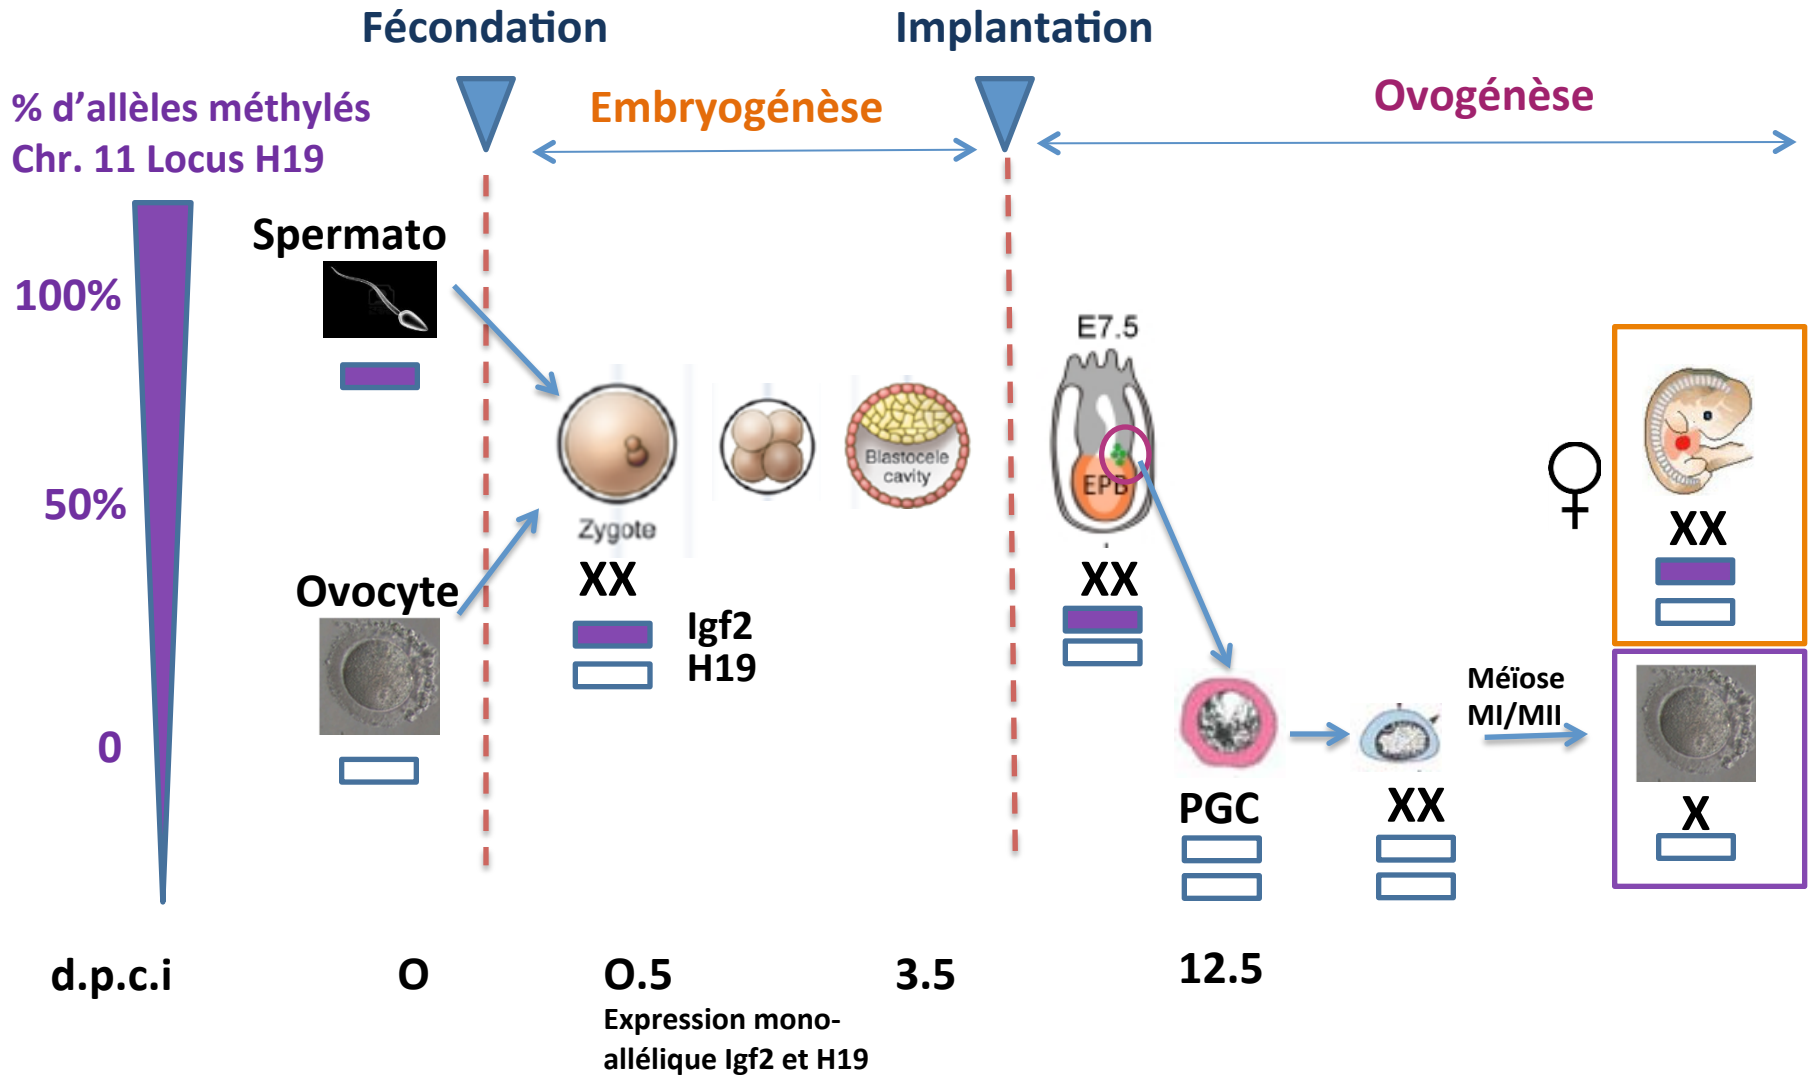 Fécondation
Implantation
% d’allèles méthylés
Chr. 11 Locus H19
Embryogénèse
Ovogénèse
Spermato
100%
E7.5
Blastocele
cavity
EPB
50%
Zygote
XX
XX
XX
Ovocyte
Igf2
H19
Méïose
MI/MII
0
PGC
XX
X
d.p.c.i
O
O.5
3.5
12.5
Expression mono-
allélique Igf2 et H19